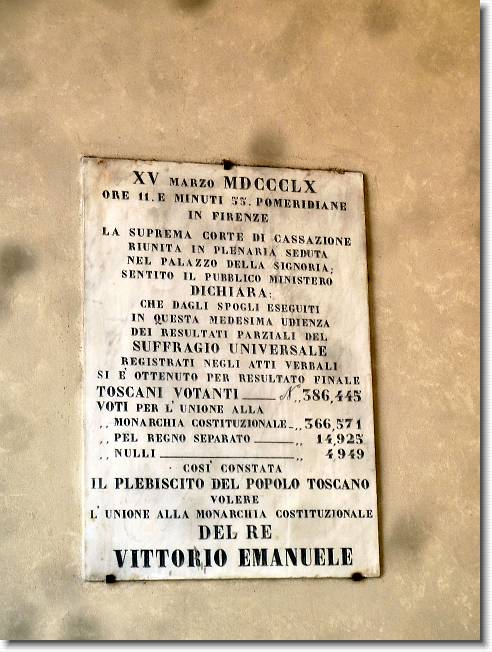 XV MARZO MDCCCLX
ORE 11. E MINUTI 55. POMERIDIANE
IN FIRENZE
LA SUPREMA CORTE DI CASSAZIONE
RIUNITA IN PLENARIA SEDUTA
NEL PALAZZO DELLA SIGNORIA;
SENTITO IL PUBBLICO MINISTERO
DICHIARA:
CHE DAGLI SPOGLI ESEGUITI
IN QUESTA MEDESIMA UDIENZA
DEI RESULTATI PARZIALI DEL
SUFFRAGIO UNIVERSALE
REGISTRATI NEGLI ATTI VERBALI
SI E' OTTENUTO PER RESULTATO FINALE
TOSCANI VOTANTI ____ N.,,386,445
VOTI PER L' UNIONE ALLA
,, MONARCHIA COSTITUZIONALE _ ,, 366,571
,, PEL REGNO SEPARATO ____ ,, 14,925
,, NULLI ____ ,, 4,949
COSI' CONSTATA
IL PLEBISCITO DEL POPOLO TOSCANO
VOLERE
L' UNIONE ALLA MONARCHIA COSTITUZIONALE
DEL RE
VITTORIO EMANUELE